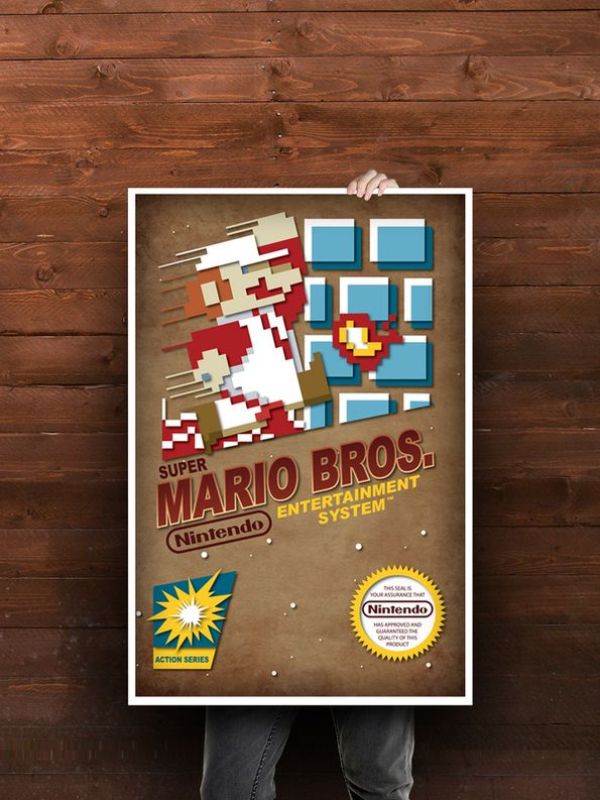 SUPER
MARIO BROS.
ENTERTAINMENT
SYSTEM™
Nintendo
ACTION SERIES
THIS SEAL IS
YOUR ASSURANCE THAT
Nintendo
HAS APPROVED AND
GUARANTEED THE
QUALITY OF THIS
PRODUCT